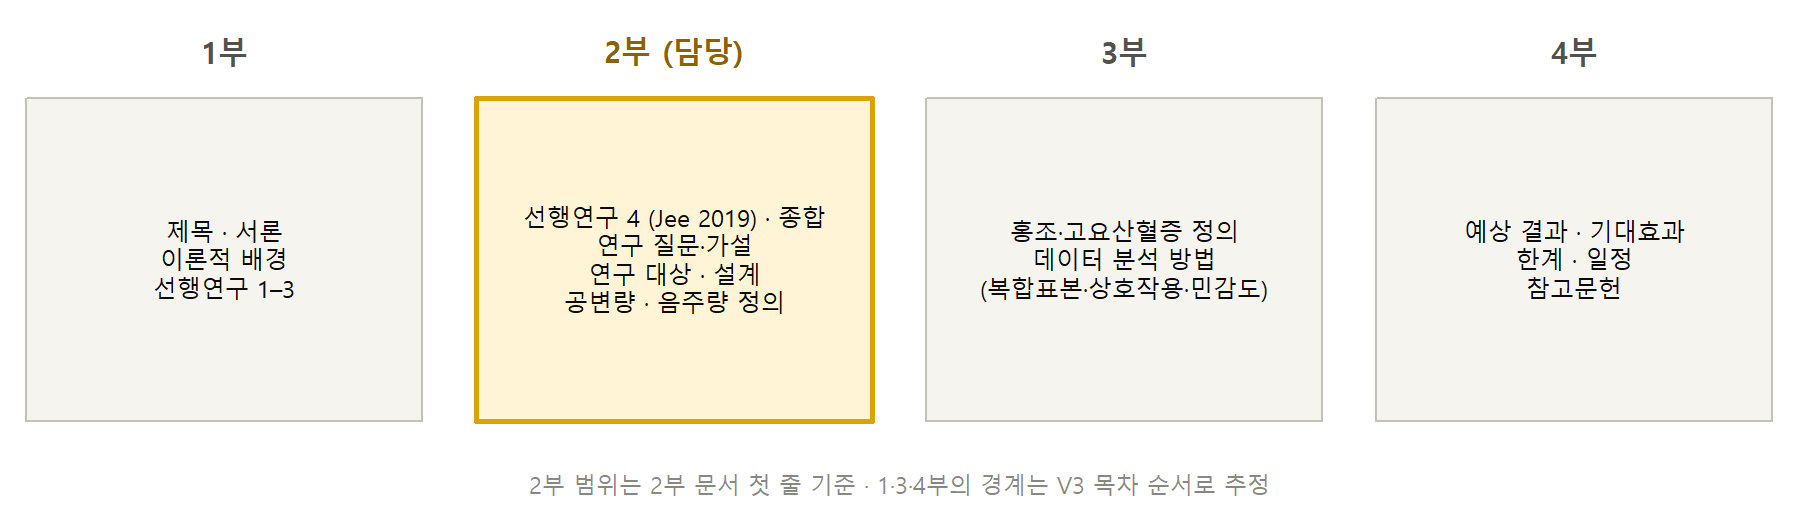 1부
제목 · 서론
이론적 배경
선행연구 1–3
2부 (담당)
선행연구 4 (Jee 2019) · 종합
연구 질문·가설
연구 대상 · 설계
공변량 · 음주량 정의
3부
홍조·고요산혈증 정의
데이터 분석 방법
(복합표본·상호작용·민감도)
4부
예상 결과 · 기대효과
한계 · 일정
참고문헌
2부 범위는 2부 문서 첫 줄 기준 · 1·3·4부의 경계는 V3 목차 순서로 추정